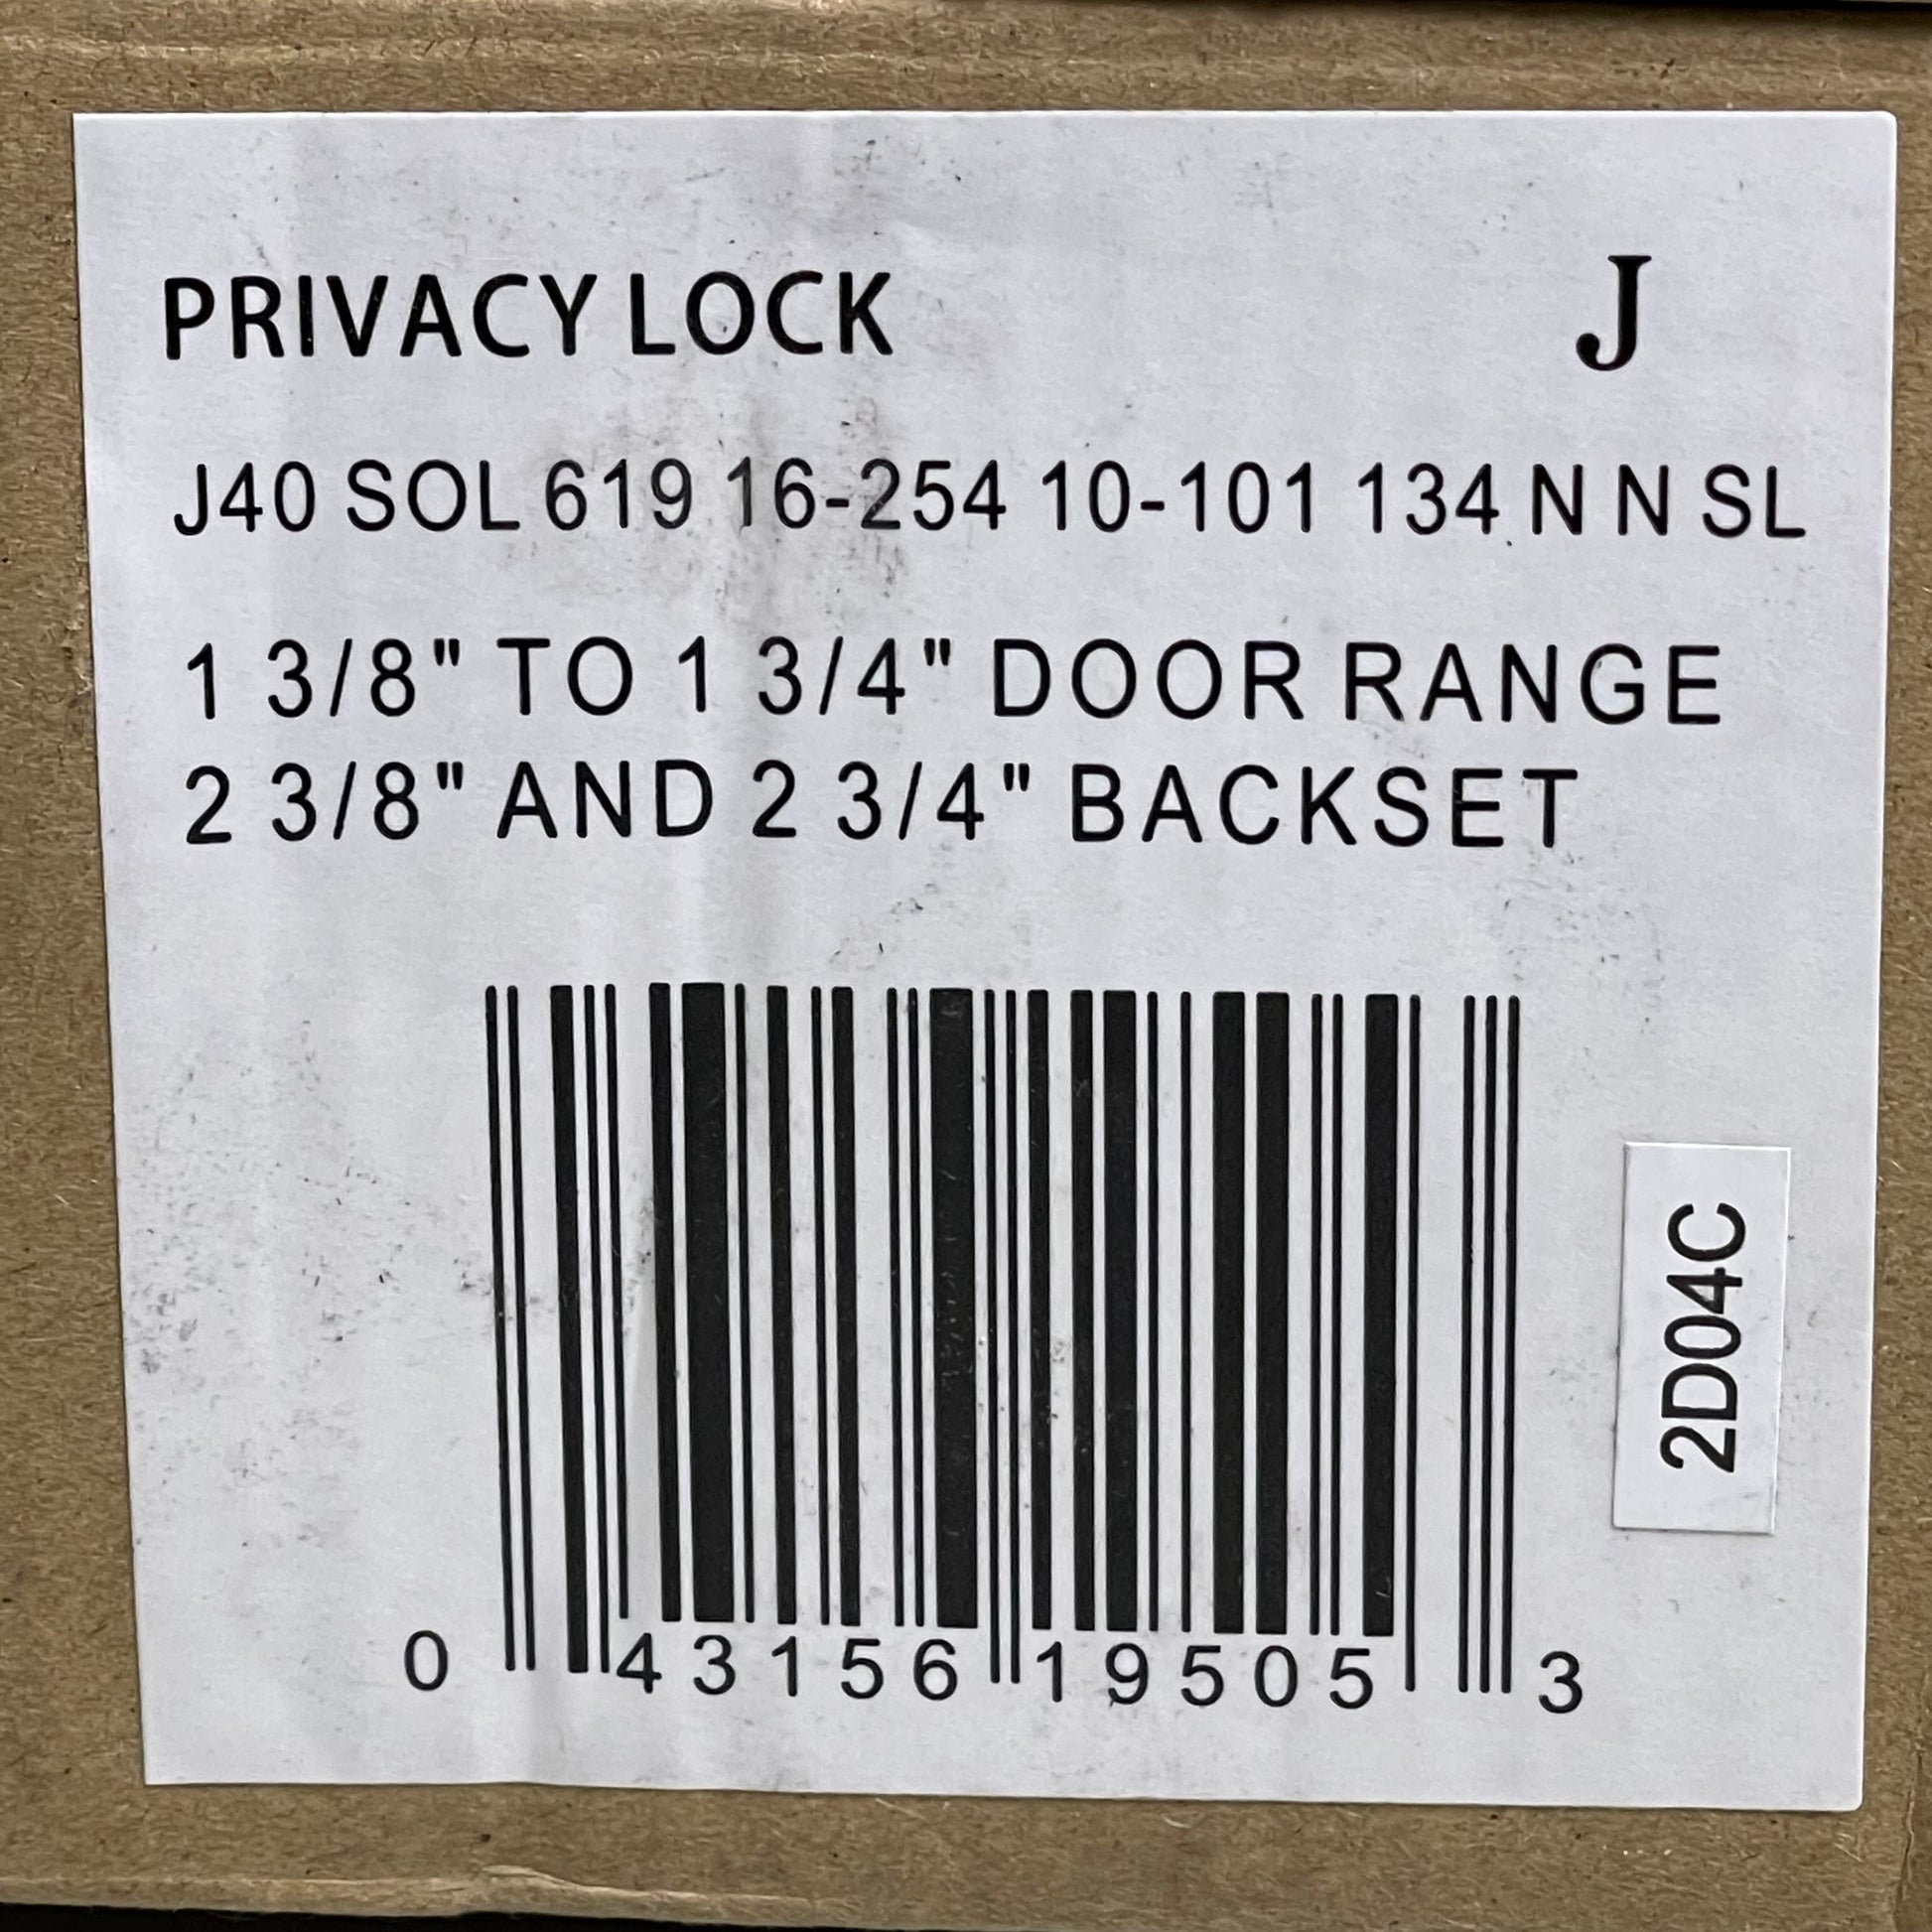 PRIVACY LOCK J
J40 SOL 619 16-254 10-101 134 N N SL
1 3/8" TO 1 3/4" DOOR RANGE
2 3/8" AND 2 3/4" BACKSET
2D04C
0 43156 19505 3